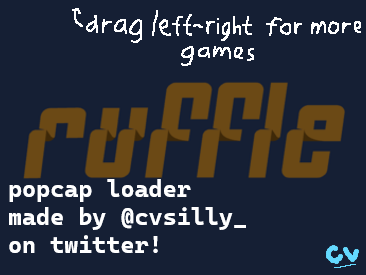 drag left-right for more
games
ruffle
popcap loader
made by @cvsilly_
on twitter!
cv